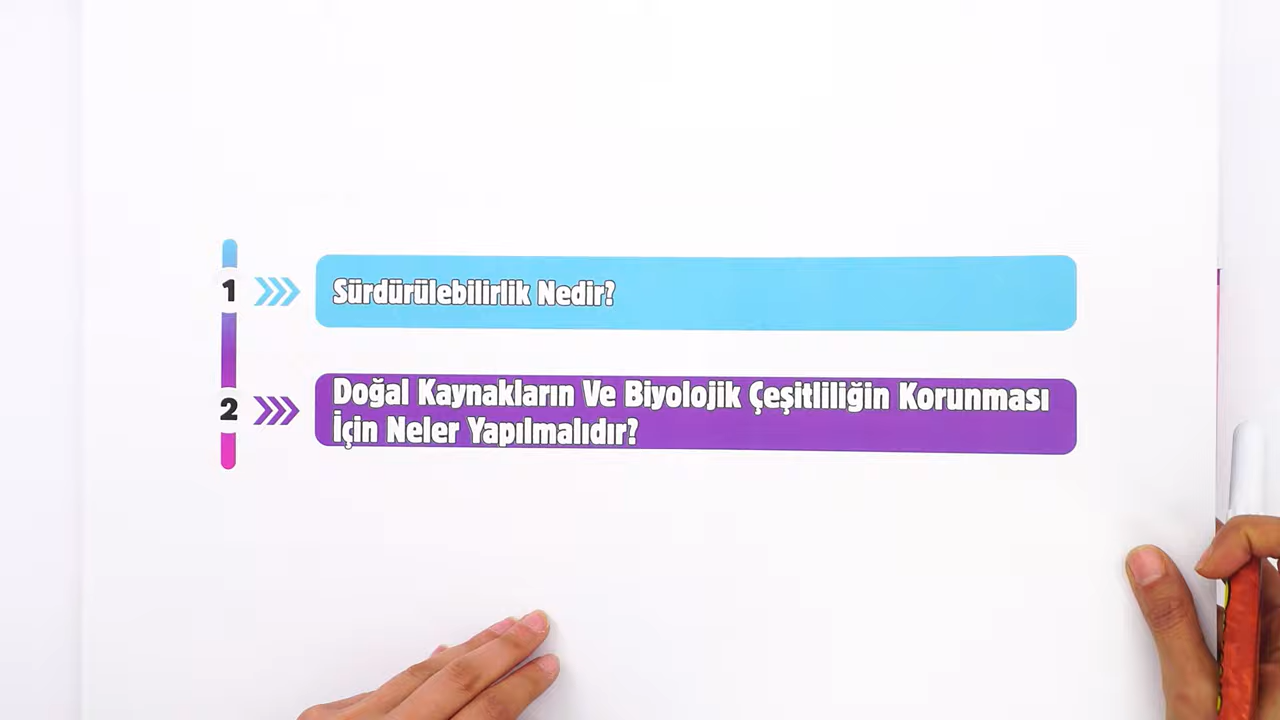 1
Sürdürülebilirlik Nedir?
2
Doğal Kaynakların Ve Biyolojik Çeşitliliğin Korunması
İçin Neler Yapılmalıdır?